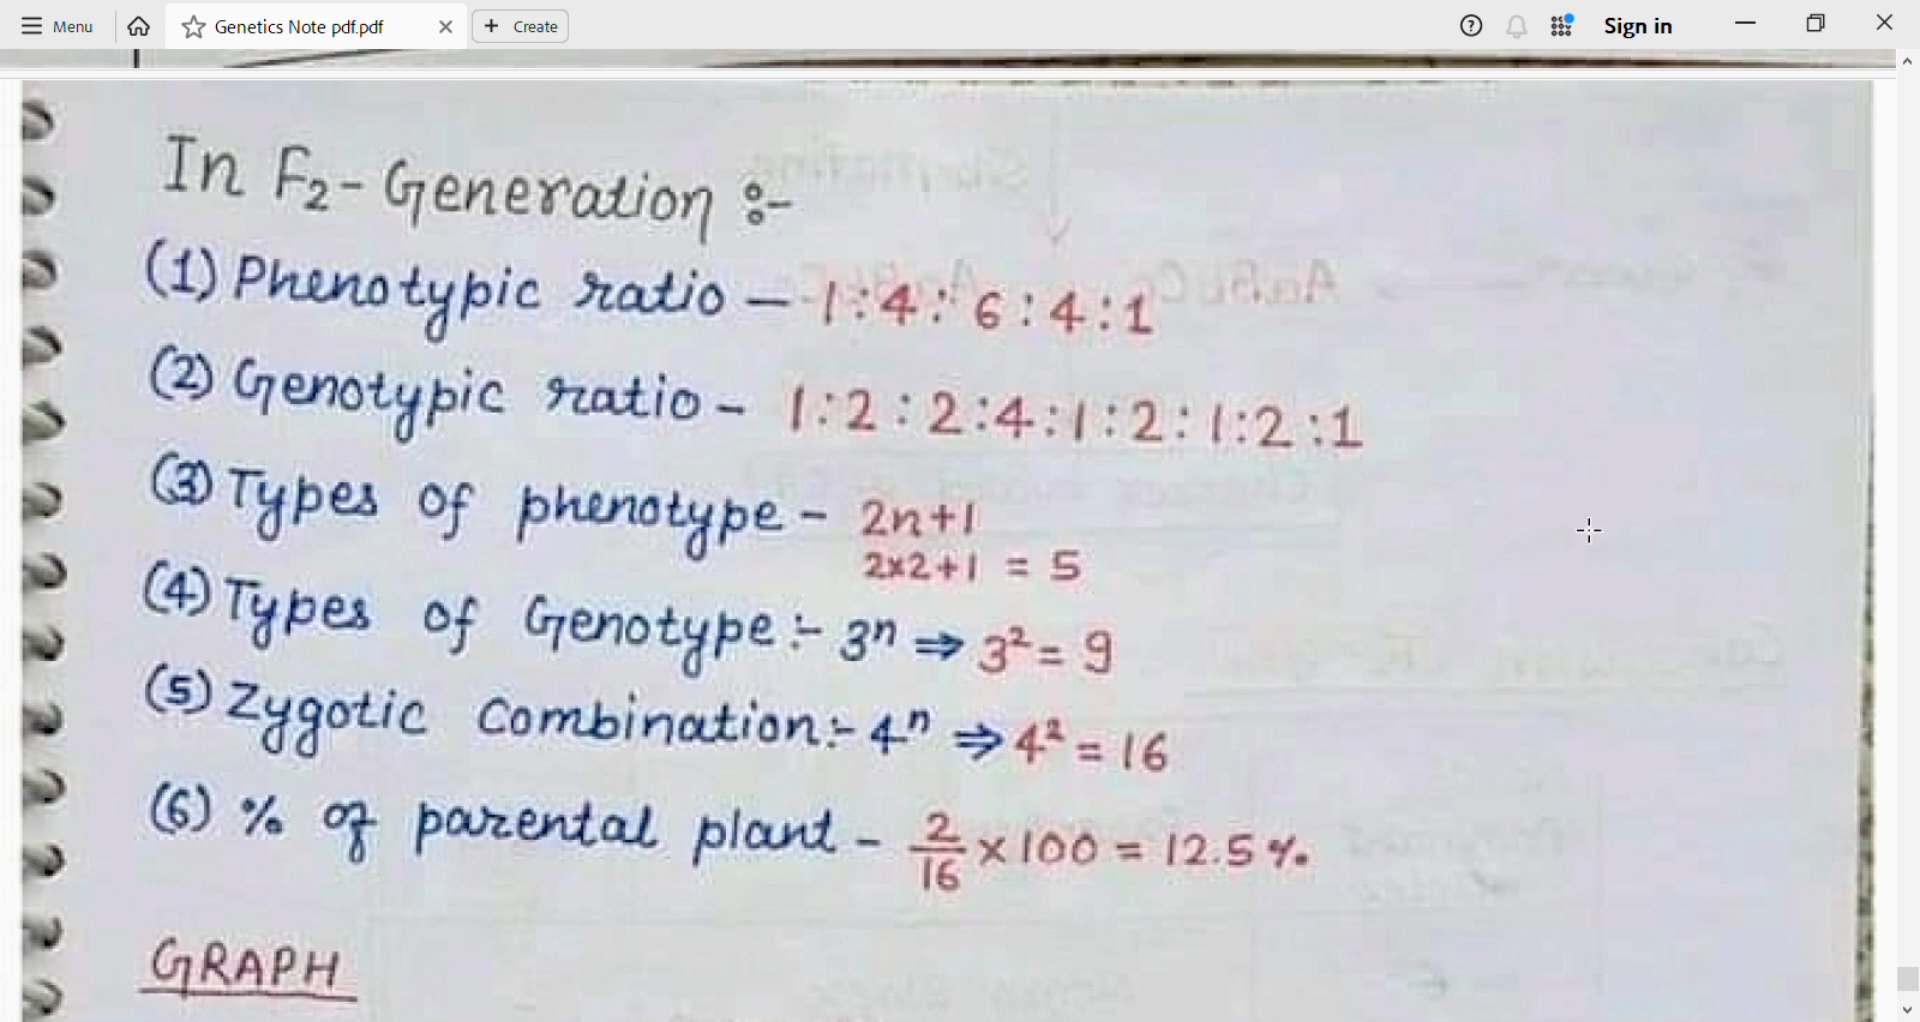 Menu
Genetics Note pdf.pdf
+ Create
Sign in
In F₂ - Generation :-
(1) Phenotypic ratio — 1 : 4 : 6 : 4 : 1
(2) Genotypic ratio - 1 : 2 : 2 : 4 : 1 : 2 : 1 : 2 : 1
(3) Types of phenotype - 2n+1
2x2+1 = 5
(4) Types of Genotype :- 3ⁿ ⇒ 3² = 9
(5) Zygotic Combination :- 4ⁿ ⇒ 4² = 16
(6) % of parental plant - 2/16 x 100 = 12.5 %
GRAPH